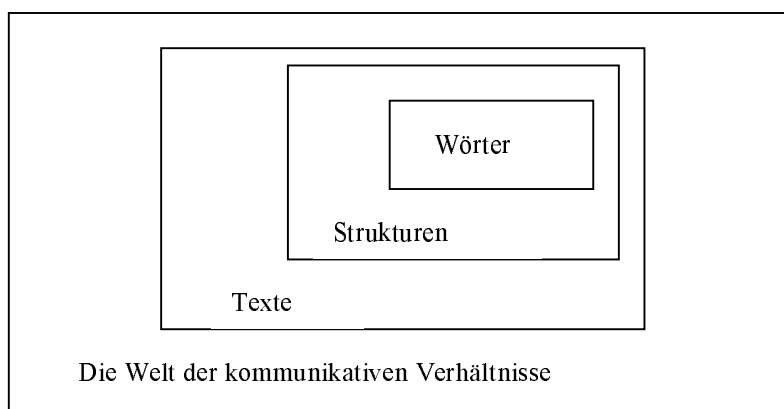 Wörter
Strukturen
Texte
Die Welt der kommunikativen Verhältnisse